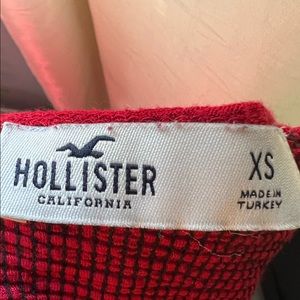 HOLLISTER
CALIFORNIA
XS
MADE IN
TURKEY